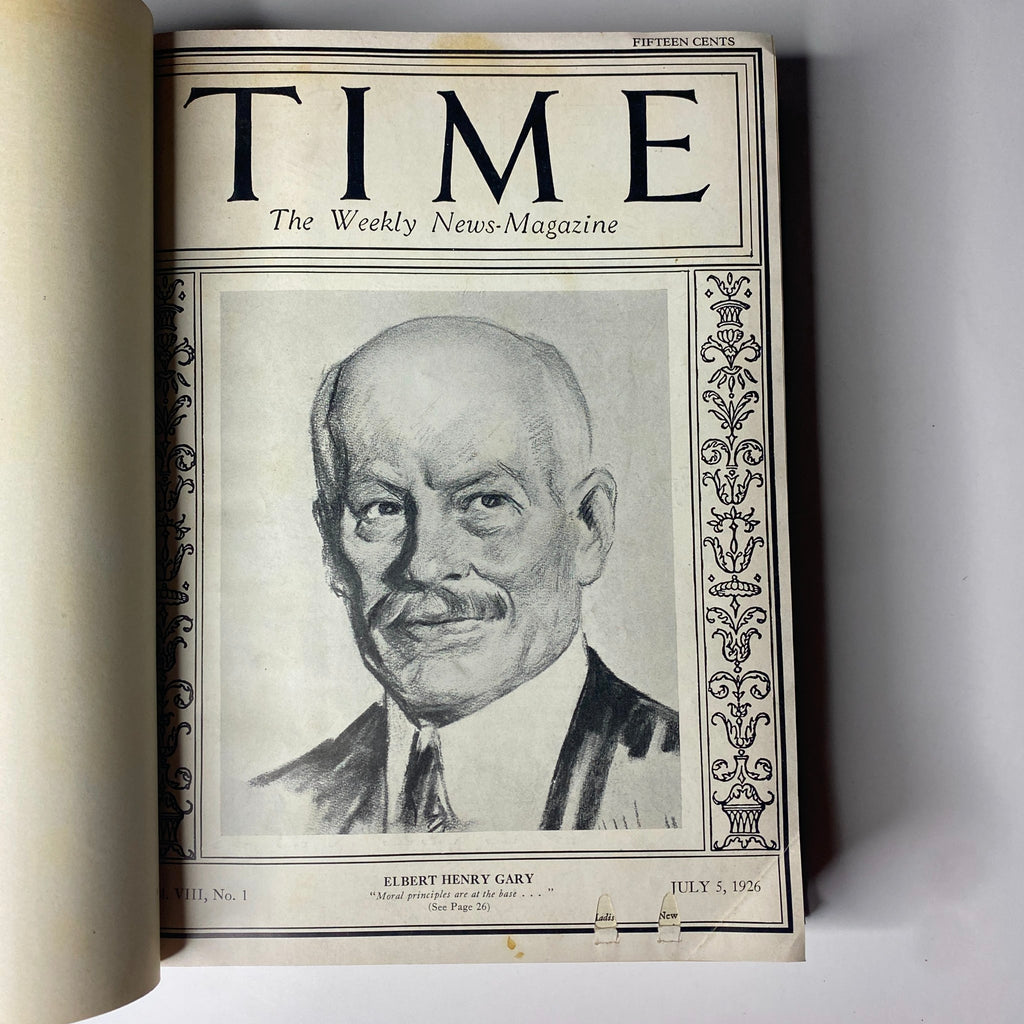 FIFTEEN CENTS
TIME
The Weekly News-Magazine
ELBERT HENRY GARY
"Moral principles are at the base . . . "
(See Page 26)
VIII, No. 1
JULY 5, 1926
New